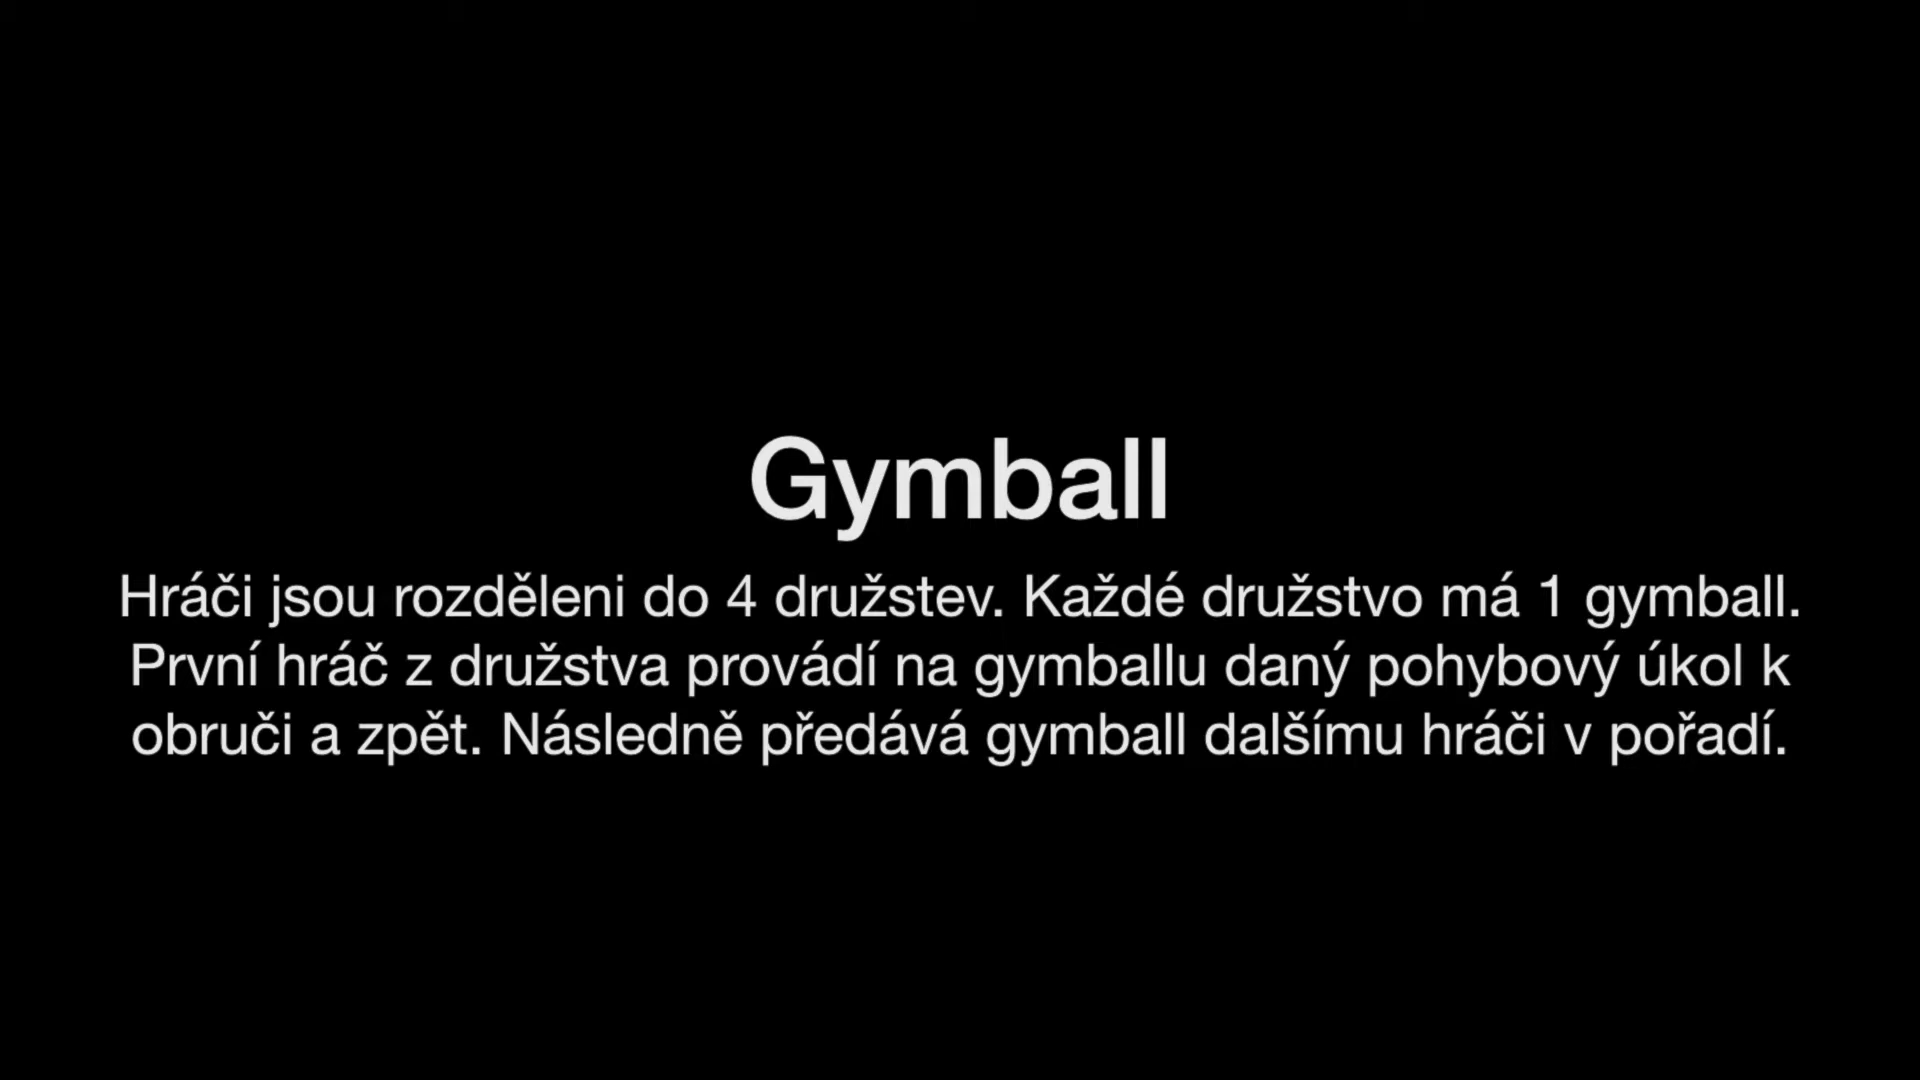 Gymball
Hráči jsou rozděleni do 4 družstev. Každé družstvo má 1 gymball.
První hráč z družstva provádí na gymballu daný pohybový úkol k
obruči a zpět. Následně předává gymball dalšímu hráči v pořadí.